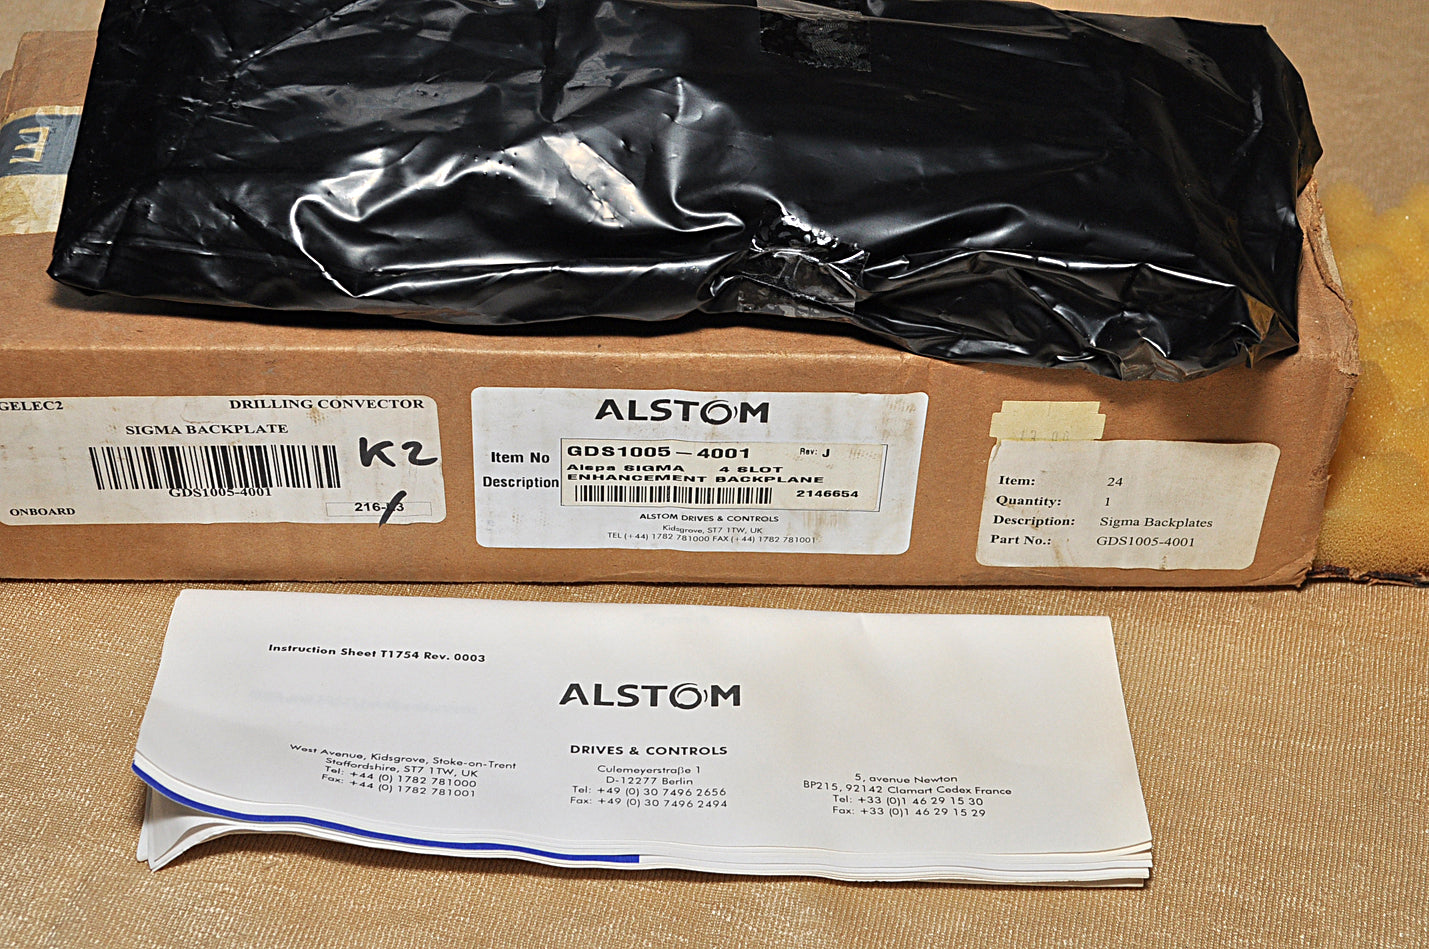 GELEC2 DRILLING CONVECTOR
SIGMA BACKPLATE
K2
GDS1005-4001
ONBOARD
ALSTOM
Item No GDS1005-4001 Rev: J
Description Alspa SIGMA 4 SLOT
ENHANCEMENT BACKPLANE
2146654
ALSTOM DRIVES & CONTROLS
Kidsgrove, ST7 1TW, UK
TEL (+44) 1782 781000 FAX (+44) 1782 781001
Item: 24
Quantity: 1
Description: Sigma Backplates
Part No.: GDS1005-4001
Instruction Sheet T1754 Rev. 0003
ALSTOM
DRIVES & CONTROLS
West Avenue, Kidsgrove, Stoke-on-Trent
Staffordshire, ST7 1TW, UK
Tel: +44 (0) 1782 781000
Fax: +44 (0) 1782 781001
Culemeyerstraße 1
D-12277 Berlin
Tel: +49 (0) 30 7496 2656
Fax: +49 (0) 30 7496 2494
5, avenue Newton
BP215, 92142 Clamart Cedex France
Tel: +33 (0)1 46 29 15 30
Fax: +33 (0)1 46 29 15 29